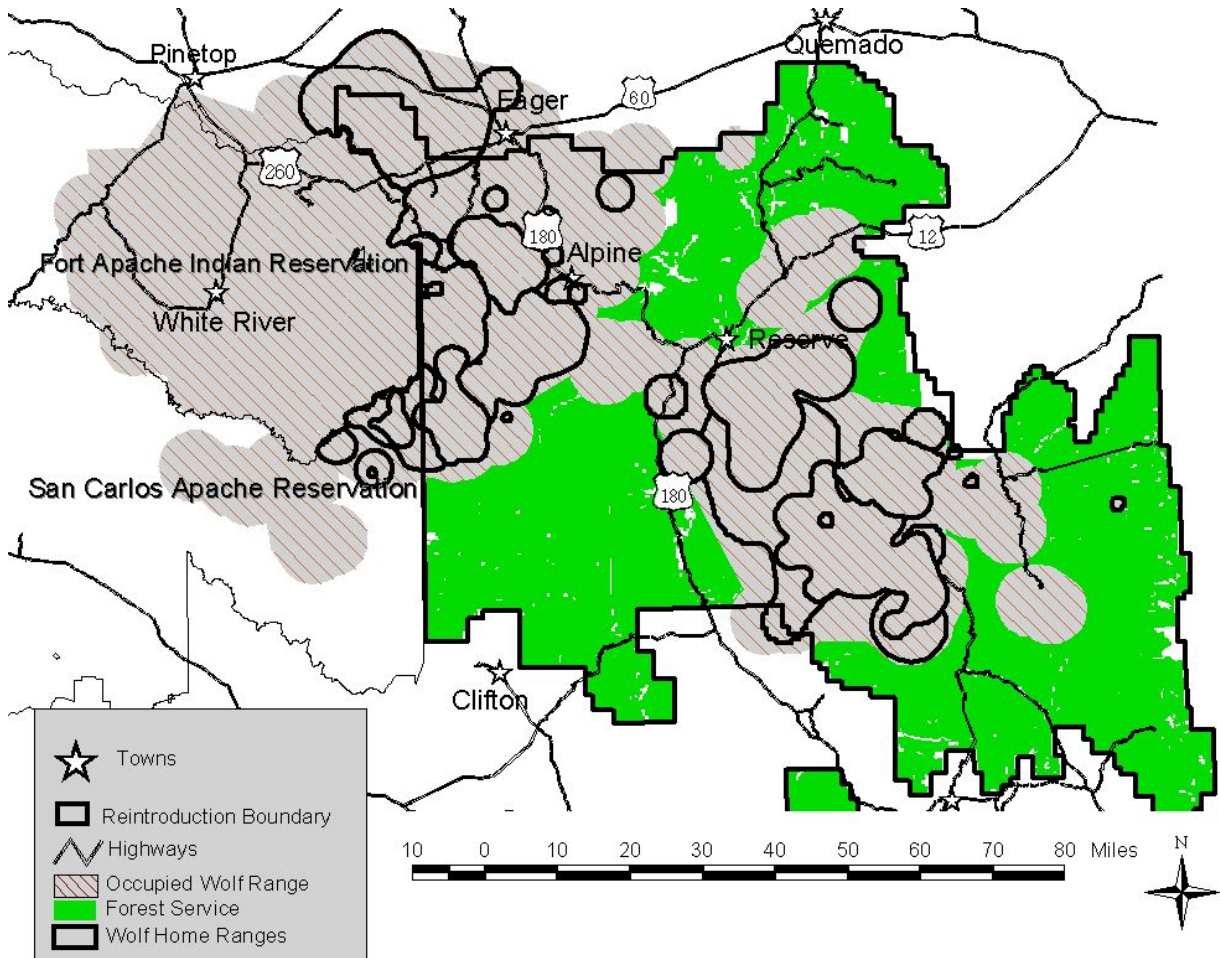 Pinetop
Quemado
60
Eager
260
180
12
Alpine
Fort Apache Indian Reservation
White River
Reserve
San Carlos Apache Reservation
180
Clifton
Towns
Reintroduction Boundary
Highways
Occupied Wolf Range
Forest Service
Wolf Home Ranges
10 0 10 20 30 40 50 60 70 80 Miles
N